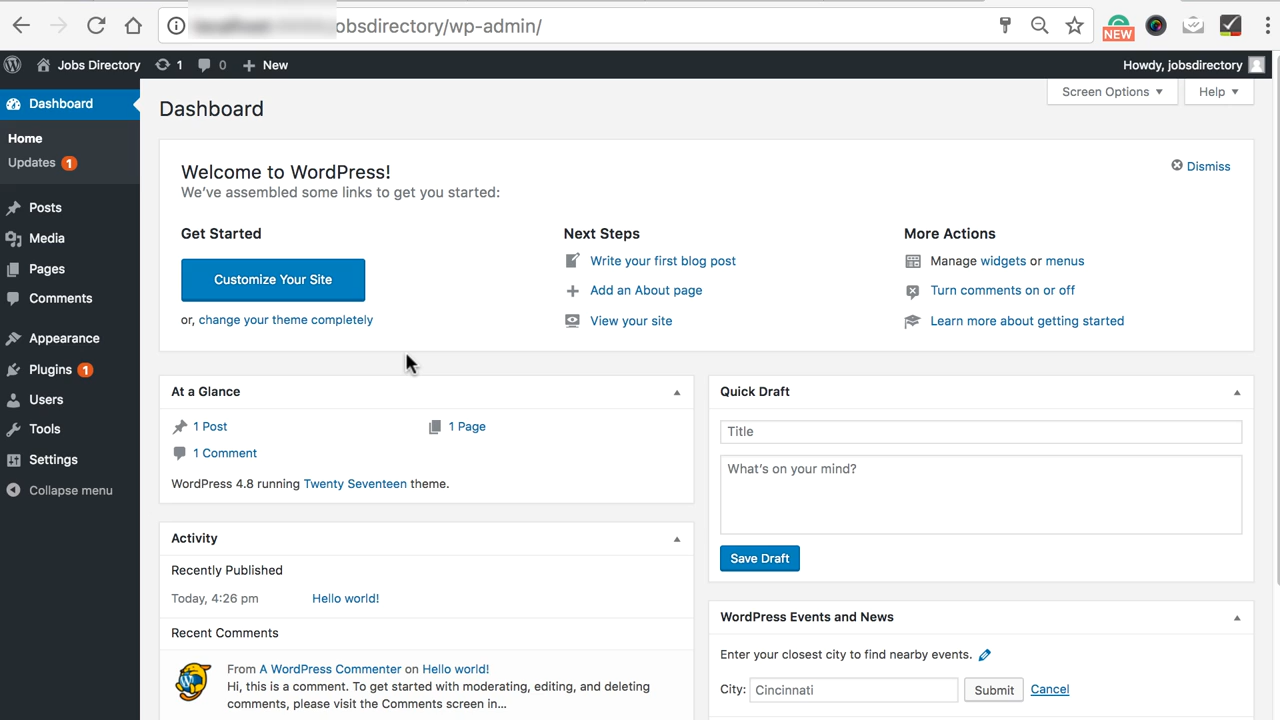 obsdirectory/wp-admin/
NEW
Jobs Directory 1 0 New
Howdy, jobsdirectory
Dashboard
Home
Updates 1
Posts
Media
Pages
Comments
Appearance
Plugins 1
Users
Tools
Settings
Collapse menu
Screen Options
Help
Dashboard
Welcome to WordPress!
We've assembled some links to get you started:
Dismiss
Get Started
Customize Your Site
or, change your theme completely
Next Steps
Write your first blog post
Add an About page
View your site
More Actions
Manage widgets or menus
Turn comments on or off
Learn more about getting started
At a Glance
1 Post
1 Page
1 Comment
WordPress 4.8 running Twenty Seventeen theme.
Activity
Recently Published
Today, 4:26 pm Hello world!
Recent Comments
From A WordPress Commenter on Hello world!
Hi, this is a comment. To get started with moderating, editing, and deleting
comments, please visit the Comments screen in...
Quick Draft
Title
What's on your mind?
Save Draft
WordPress Events and News
Enter your closest city to find nearby events.
City: Cincinnati Submit Cancel